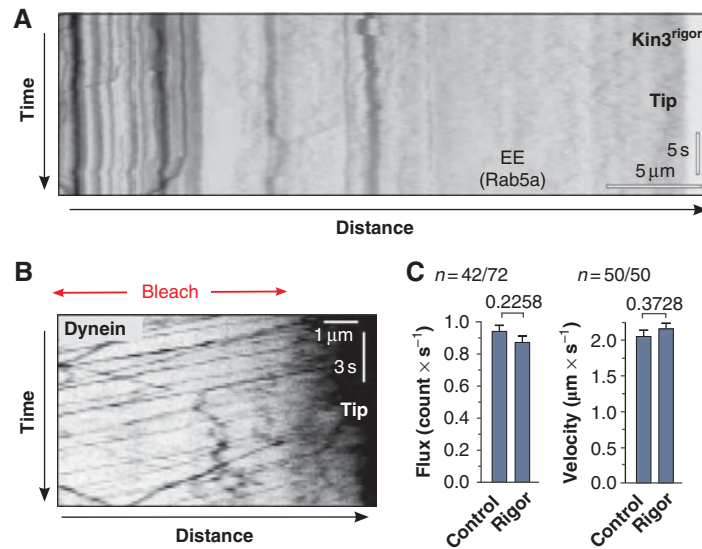 A
Time
Kin3rigor
Tip
EE
(Rab5a)
5 s
5 μm
Distance
B
Bleach
Dynein
1 μm
3 s
Tip
Time
Distance
C
n = 42/72
0.2258
Flux (count × s−1)
1.0
0.8
0.6
0.4
0.2
0.0
Control
Rigor
n = 50/50
0.3728
Velocity (μm × s−1)
2.0
1.5
1.0
0.5
0.0
Control
Rigor